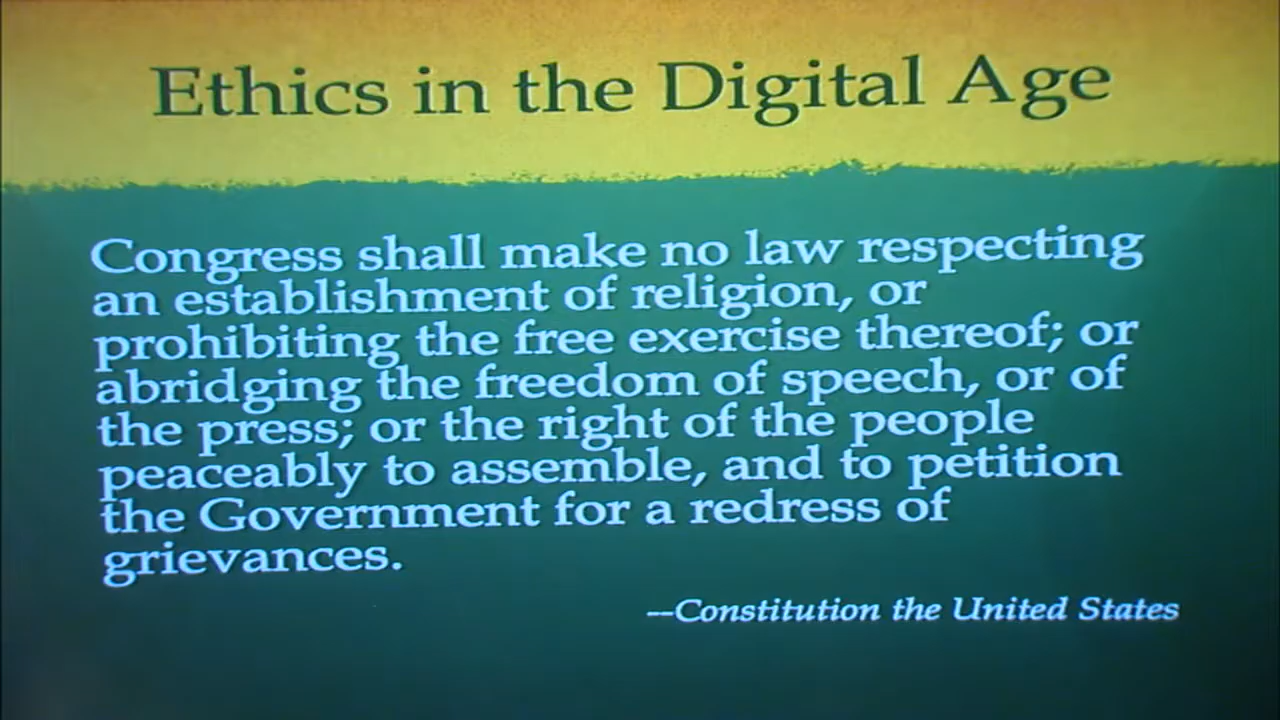 Ethics in the Digital Age
Congress shall make no law respecting
an establishment of religion, or
prohibiting the free exercise thereof; or
abridging the freedom of speech, or of
the press; or the right of the people
peaceably to assemble, and to petition
the Government for a redress of
grievances.
--Constitution the United States